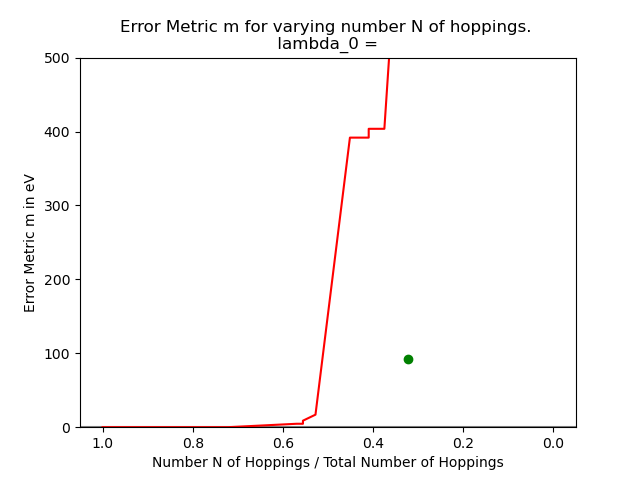 Error Metric m for varying number N of hoppings.
lambda_0 =
Error Metric m in eV
500
400
300
200
100
0
1.0 0.8 0.6 0.4 0.2 0.0
Number N of Hoppings / Total Number of Hoppings